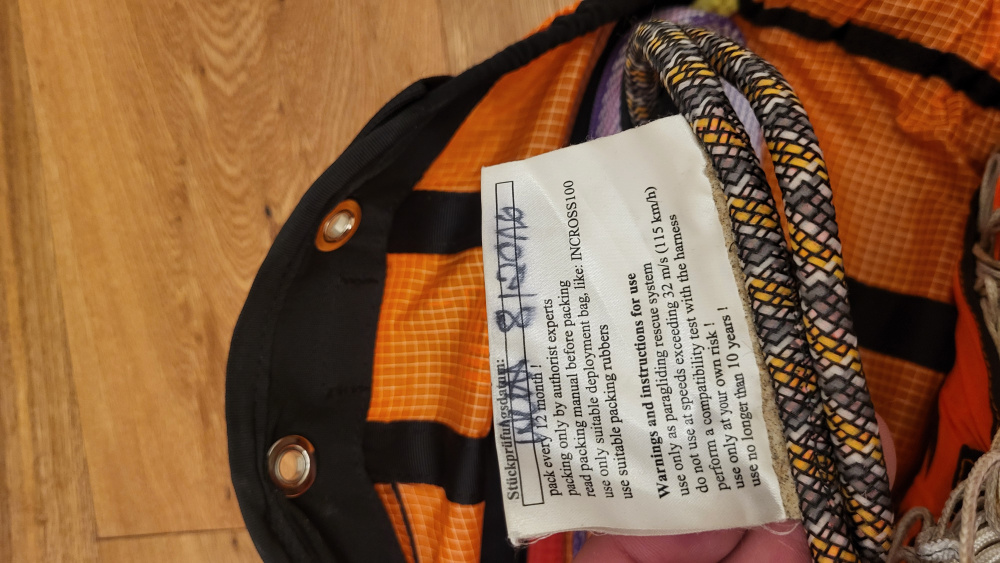 Stückprüfungsdatum:
8/2016
pack every 12 month !
packing only by authorist experts
read packing manual before packing
use only suitable deployment bag, like: INCROSS100
use suitable packing rubbers
Warnings and instructions for use
use only as paragliding rescue system
do not use at speeds exceeding 32 m/s (115 km/h)
perform a compatibility test with the harness
use only at your own risk !
use no longer than 10 years !